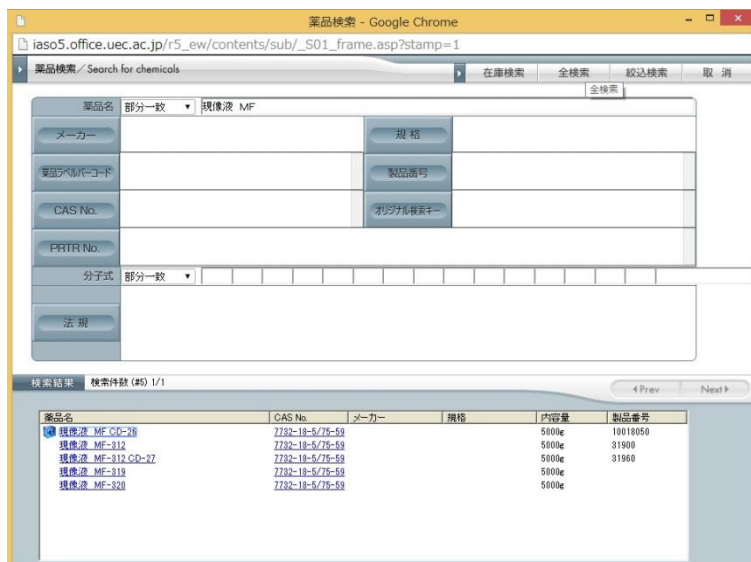 薬品検索 - Google Chrome
iaso5.office.uec.ac.jp/r5_ew/contents/sub/_S01_frame.asp?stamp=1
薬品検索／Search for chemicals 在庫検索 全検索 絞込検索 取 消
全検索
薬品名 部分一致 ▼ 現像液 MF
メーカー 規 格
薬品ラベルバーコード 製品番号
CAS No. オリジナル検索キー
PRTR No.
分子式 部分一致 ▼
法 規
検索結果 検索件数 (#5) 1/1 Prev Next
薬品名 CAS No. メーカー 規格 内容量 製品番号
現像液 MF CD-26 7732-18-5/75-59 5000g 10018050
現像液 MF-312 7732-18-5/75-59 5000g 31900
現像液 MF-312 CD-27 7732-18-5/75-59 5000g 31960
現像液 MF-319 7732-18-5/75-59 5000g
現像液 MF-320 7732-18-5/75-59 5000g